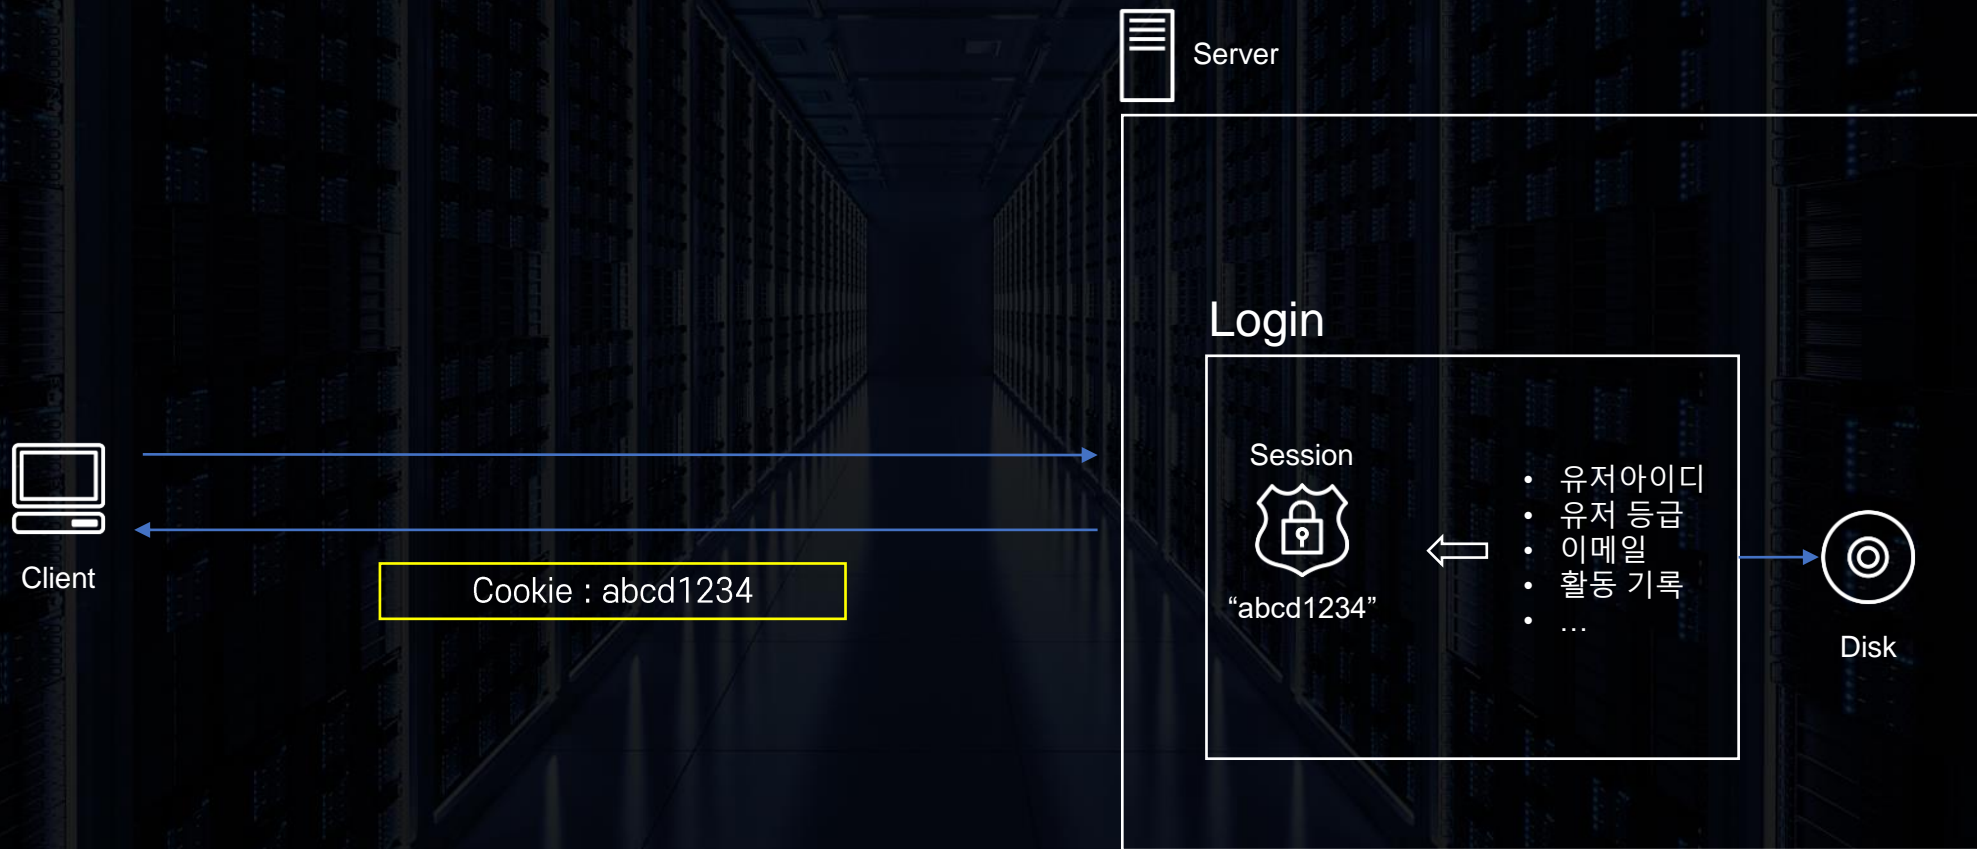 Server
Login
Session
“abcd1234”
• 유저아이디
• 유저 등급
• 이메일
• 활동 기록
• …
Client
Cookie : abcd1234
Disk